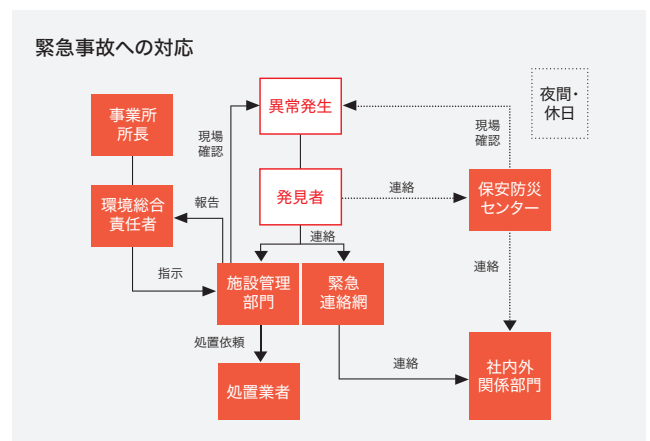 緊急事故への対応
事業所
所長
異常発生
夜間・
休日
現場
確認
現場
確認
環境総合
責任者
報告
発見者
連絡
保安防災
センター
連絡
指示
施設管理
部門
緊急
連絡網
連絡
処置依頼
処置業者
連絡
社内外
関係部門